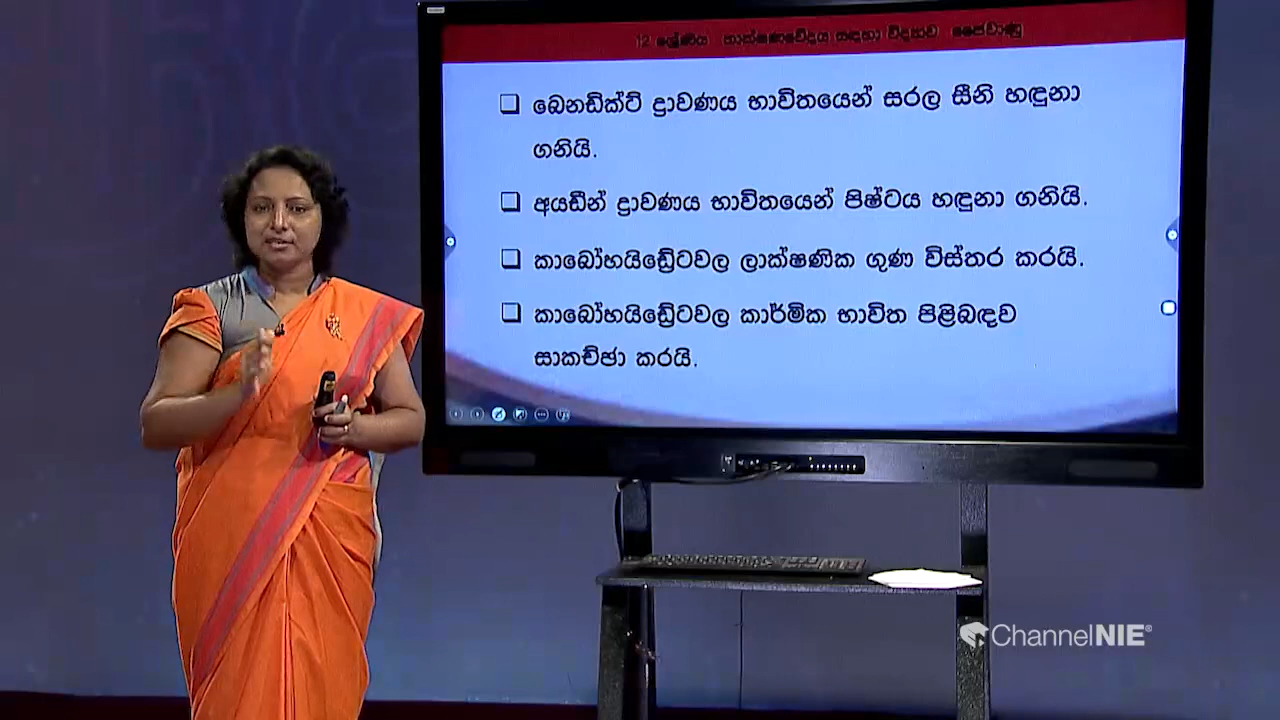 12 ශ්‍රේණිය තාක්ෂණවේදය සඳහා විද්‍යාව ජෛවාණු
❑ බෙනඩික්ට් ද්‍රාවණය භාවිතයෙන් සරල සීනි හඳුනා
ගනියි.
❑ අයඩීන් ද්‍රාවණය භාවිතයෙන් පිෂ්ටය හඳුනා ගනියි.
❑ කාබෝහයිඩ්‍රේටවල ලාක්ෂණික ගුණ විස්තර කරයි.
❑ කාබෝහයිඩ්‍රේටවල කාර්මික භාවිත පිළිබඳව
සාකච්ඡා කරයි.
ChannelNIE®